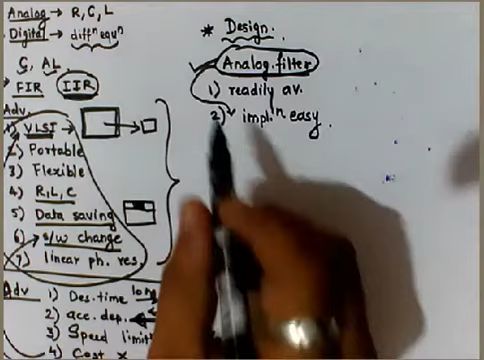 Analog → R, C, L
Digital → diffⁿ equⁿ
C, AL
FIR IIR
Adv
1) VLSI →
2) Portable
3) Flexible
4) R, L, C
5) Data saving
6) s/w change
7) linear ph. res.
Adv 1) Des. time long
2) acc. dep.
3) Speed limit
4) Cost x
* Design.
Analog filter
1) readily av.
2) implⁿ easy.